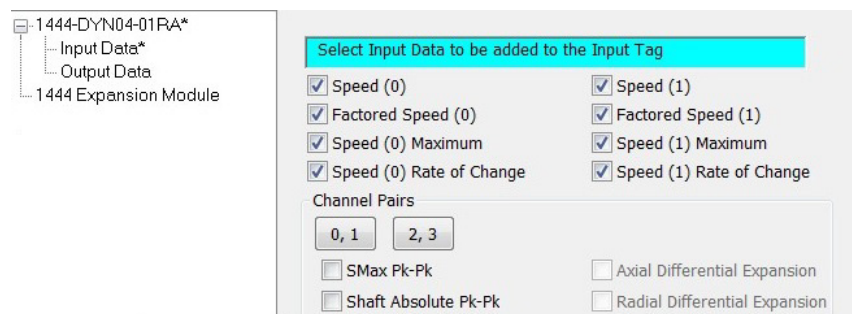 1444-DYN04-01RA*
Input Data*
Output Data
1444 Expansion Module
Select Input Data to be added to the Input Tag
Speed (0)
Speed (1)
Factored Speed (0)
Factored Speed (1)
Speed (0) Maximum
Speed (1) Maximum
Speed (0) Rate of Change
Speed (1) Rate of Change
Channel Pairs
0, 1
2, 3
SMax Pk-Pk
Axial Differential Expansion
Shaft Absolute Pk-Pk
Radial Differential Expansion